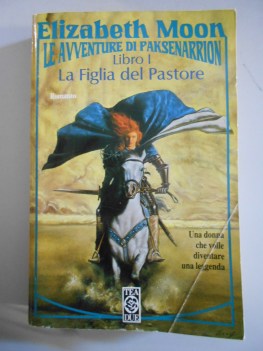 Elizabeth Moon
LE AVVENTURE DI PAKSENARRION
Libro I
La Figlia del Pastore
Una donna
che volle
diventare
una leggenda
TEA
DUE